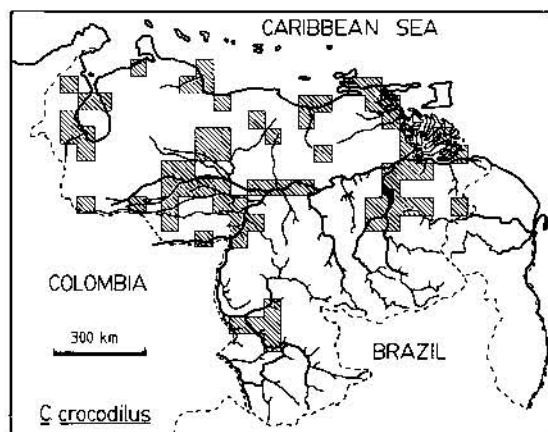 CARIBBEAN SEA
COLOMBIA
300 km
BRAZIL
C crocodilus